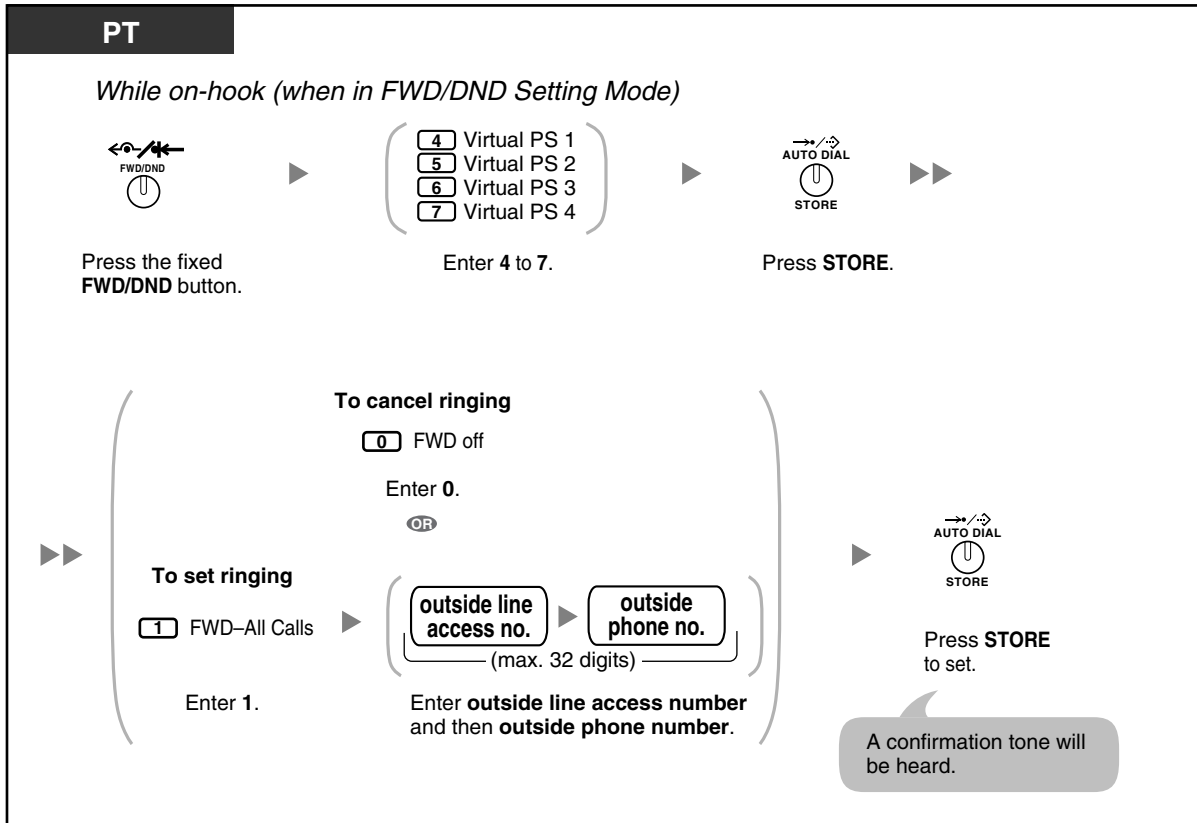 PT
While on-hook (when in FWD/DND Setting Mode)
FWD/DND
Press the fixed
FWD/DND button.
4 Virtual PS 1
5 Virtual PS 2
6 Virtual PS 3
7 Virtual PS 4
Enter 4 to 7.
AUTO DIAL
STORE
Press STORE.
To cancel ringing
0 FWD off
Enter 0.
OR
To set ringing
1 FWD–All Calls
Enter 1.
outside line
access no.
outside
phone no.
(max. 32 digits)
Enter outside line access number
and then outside phone number.
AUTO DIAL
STORE
Press STORE
to set.
A confirmation tone will
be heard.